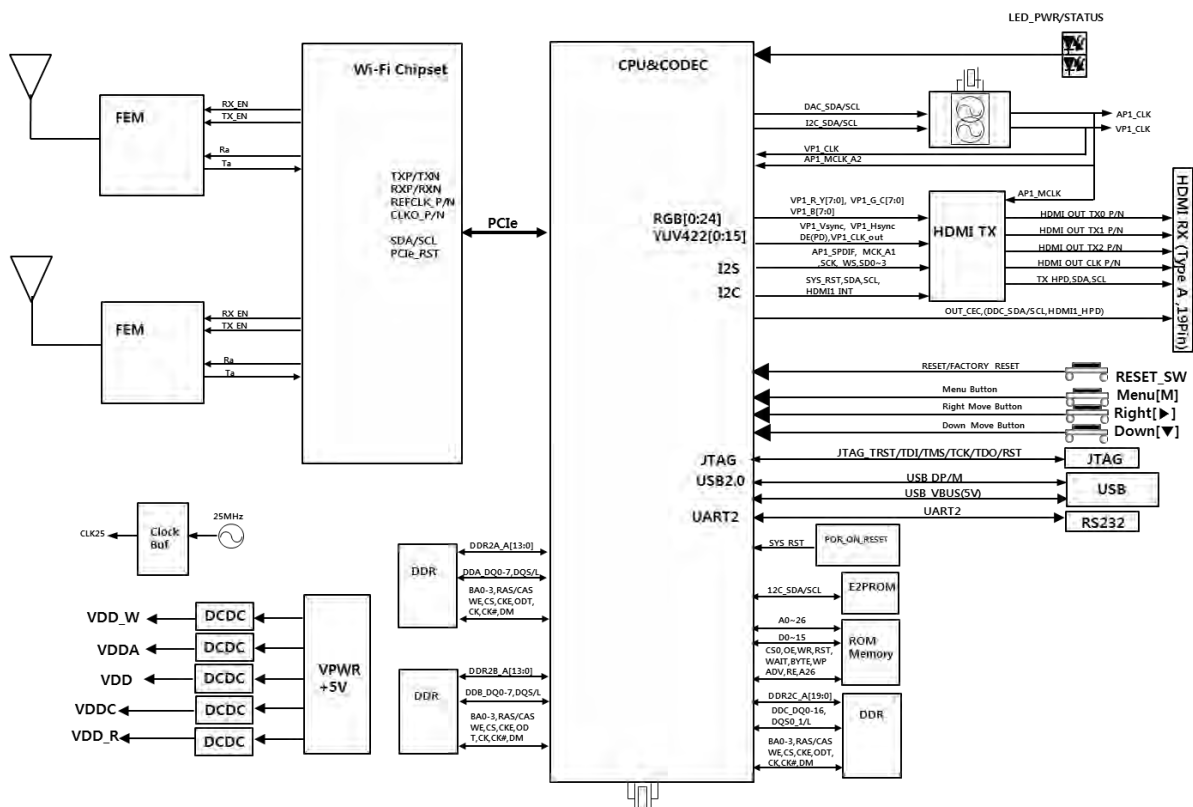 LED_PWR/STATUS
Wi-Fi Chipset
CPU&CODEC
FEM
RX_EN
TX_EN
Ra
Ta
DAC_SDA/SCL
I2C_SDA/SCL
AP1_CLK
VP1_CLK
VP1_CLK
AP1_MCLK_A2
TXP/TXN
RXP/RXN
REFCLK_P/N
CLKO_P/N
SDA/SCL
PCIe_RST
PCIe
RGB[0:24]
YUV422[0:15]
I2S
I2C
AP1_MCLK
VP1_R_Y[7:0], VP1_G_C[7:0]
VP1_B[7:0]
VP1_Vsync, VP1_Hsync
DE(PD),VP1_CLK_out
AP1_SPDIF, MCK_A1
,SCK, WS,SD0~3
SYS_RST,SDA,SCL,
HDMI1_INT
HDMI TX
HDMI OUT TX0 P/N
HDMI OUT TX1 P/N
HDMI OUT TX2 P/N
HDMI OUT CLK P/N
TX HPD,SDA,SCL
OUT_CEC,(DDC_SDA/SCL,HDMI1_HPD)
HDMI RX (Type A ,19Pin)
FEM
RX_EN
TX_EN
Ra
Ta
RESET/FACTORY RESET
RESET_SW
Menu Button
Menu[M]
Right Move Button
Right[▶]
Down Move Button
Down[▼]
JTAG
JTAG_TRST/TDI/TMS/TCK/TDO/RST
JTAG
USB2.0
USB DP/M
USB VBUS(5V)
USB
UART2
UART2
RS232
CLK25
Clock
Buf
25MHz
SYS RST
POR_ON_RESET
DDR
DDR2A_A[13:0]
DDA_DQ0-7,DQS/L
BA0-3,RAS/CAS
WE,CS,CKE,ODT,
CK,CK#,DM
I2C_SDA/SCL
E2PROM
A0~26
D0~15
CS0,OE,WR,RST,
WAIT,BYTE,WP
ADV,RE,A26
ROM
Memory
VDD_W
DCDC
VDDA
DCDC
VDD
DCDC
VDDC
DCDC
VDD_R
DCDC
VPWR
+5V
DDR
DDR2B_A[13:0]
DDB_DQ0-7,DQS/L
BA0-3,RAS/CAS
WE,CS,CKE,OD
T,CK,CK#,DM
DDR2C_A[19:0]
DDC_DQ0-16,
DQS0_1/L
BA0-3,RAS/CAS
WE,CS,CKE,ODT,
CK,CK#,DM
DDR